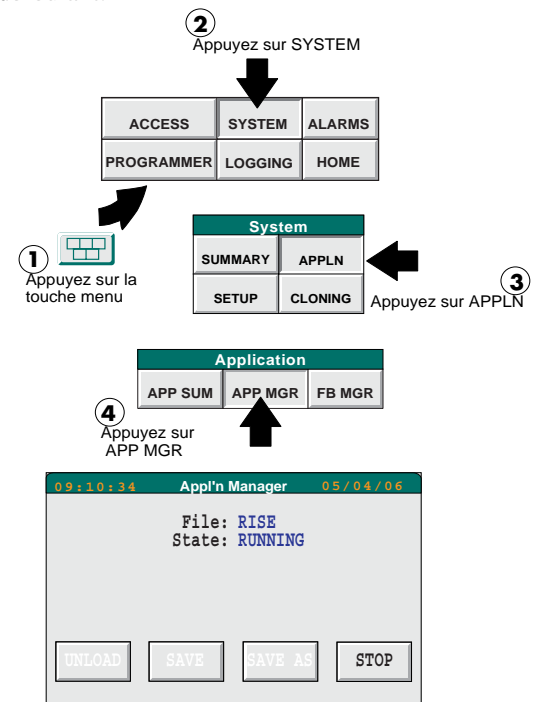 2
Appuyez sur SYSTEM
ACCESS SYSTEM ALARMS
PROGRAMMER LOGGING HOME
1
Appuyez sur la
touche menu
System
SUMMARY APPLN
SETUP CLONING
3
Appuyez sur APPLN
Application
APP SUM APP MGR FB MGR
4
Appuyez sur
APP MGR
09:10:34 Appl'n Manager 05/04/06
File: RISE
State: RUNNING
UNLOAD SAVE SAVE AS STOP